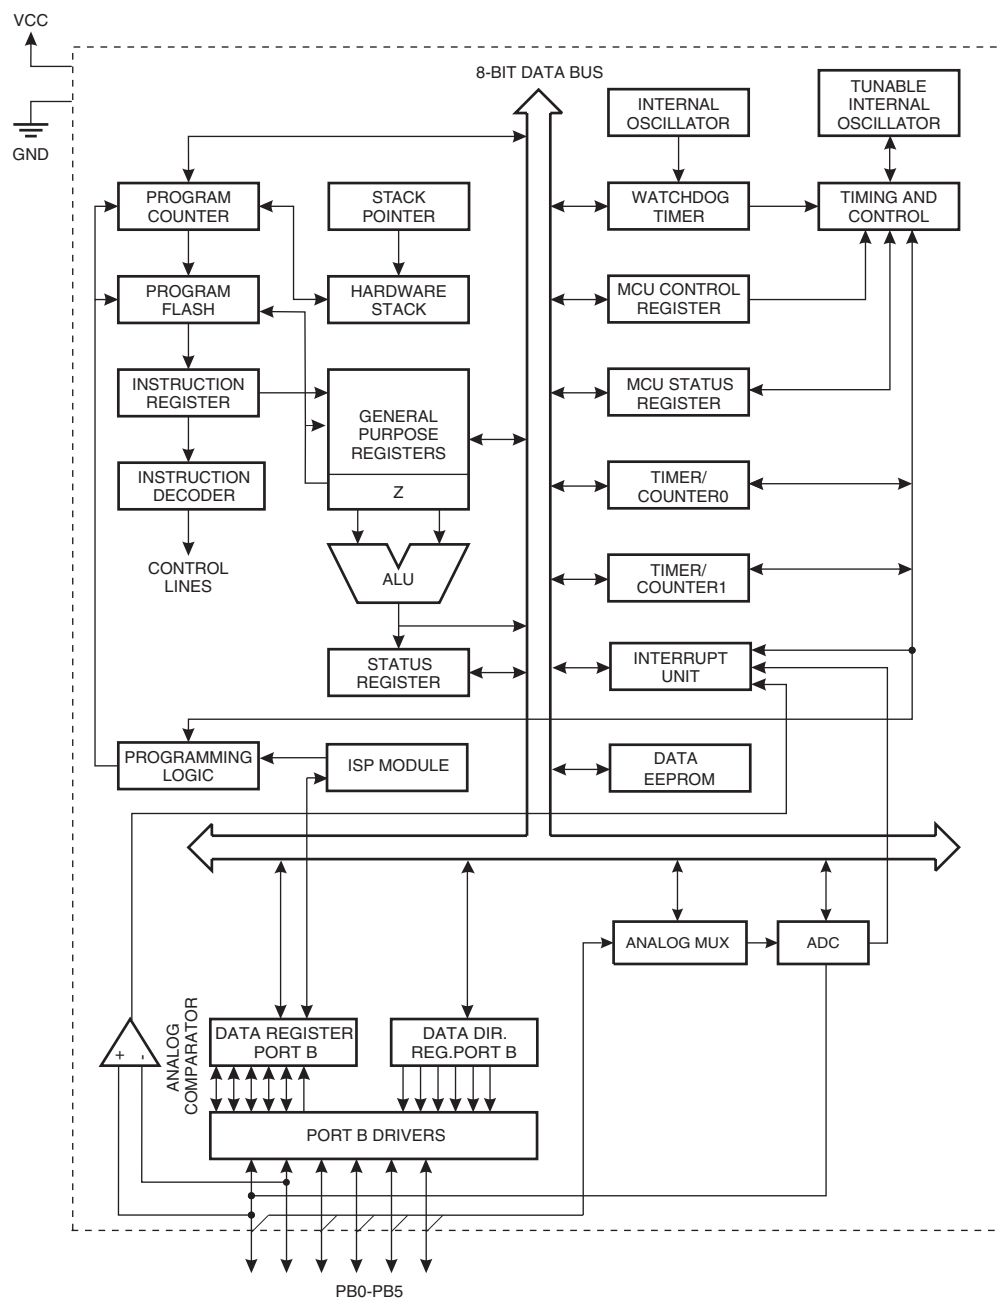 VCC
GND
8-BIT DATA BUS
INTERNAL
OSCILLATOR
TUNABLE
INTERNAL
OSCILLATOR
PROGRAM
COUNTER
STACK
POINTER
WATCHDOG
TIMER
TIMING AND
CONTROL
PROGRAM
FLASH
HARDWARE
STACK
MCU CONTROL
REGISTER
INSTRUCTION
REGISTER
GENERAL
PURPOSE
REGISTERS
Z
MCU STATUS
REGISTER
INSTRUCTION
DECODER
TIMER/
COUNTER0
CONTROL
LINES
ALU
TIMER/
COUNTER1
STATUS
REGISTER
INTERRUPT
UNIT
PROGRAMMING
LOGIC
ISP MODULE
DATA
EEPROM
ANALOG MUX
ADC
+
-
ANALOG
COMPARATOR
DATA REGISTER
PORT B
DATA DIR.
REG.PORT B
PORT B DRIVERS
PB0-PB5